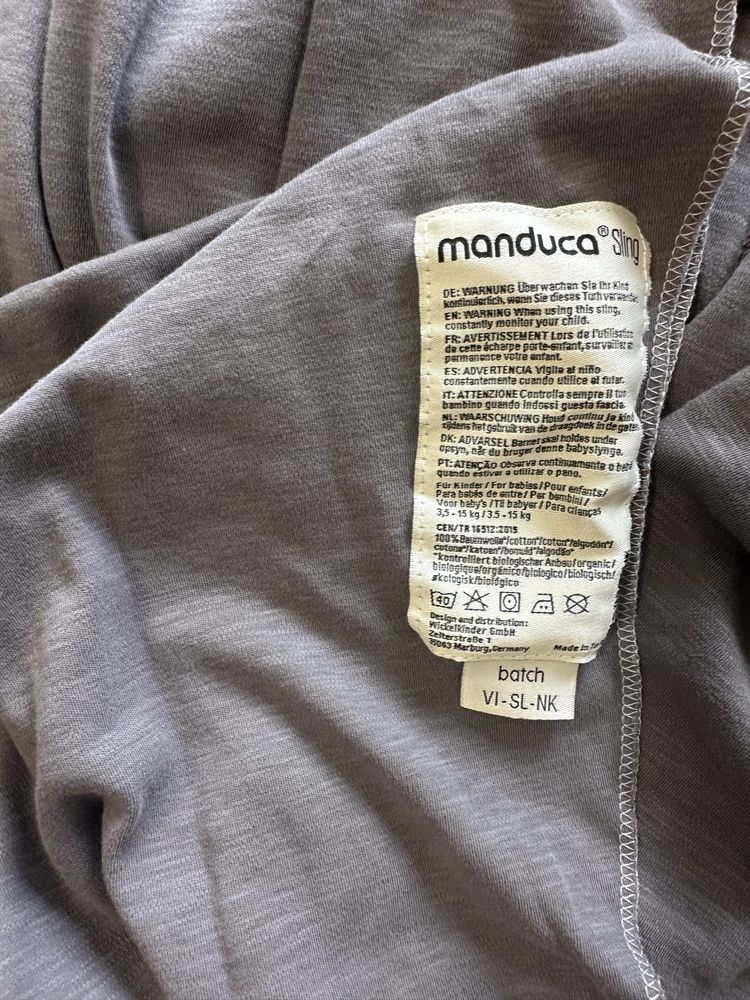 manduca® Sling
DE: WARNUNG Überwachen Sie Ihr Kind
kontinuierlich, wenn Sie dieses Tuch verwenden.
EN: WARNING When using this sling,
constantly monitor your child.
FR: AVERTISSEMENT Lors de l'utilisation
de cette écharpe porte-enfant, surveiller en
permanence votre enfant.
ES: ADVERTENCIA Vigile al niño
constantemente cuando utilice el fular.
IT: ATTENZIONE Controlla sempre il tuo
bambino quando indossi questa fascia.
NL: WAARSCHUWING Houd continu je kind
tijdens het gebruik van de draagdoek in de gaten.
DK: ADVARSEL Barnet skal holdes under
opsyn, når du bruger denne babyslynge.
PT: ATENÇÃO Observe continuamente o bebé
quando estiver a utilizar o pano.
Für Kinder/For babies/Pour enfants/
Para bebés de entre/Per bambini/
Voor baby's/Til babyer/Para crianças
3,5 - 15 kg/3.5 - 15 kg
CEN/TR 16512:2015
100% Baumwolle*/cotton*/coton*/algodón*/
cotone*/katoen*/bomuld*/algodão*
*kontrolliert biologischer Anbau/organic/
biologique/orgánico/biologico/biologisch/
økologisk/biológico
40
Design and distribution:
Wickelkinder GmbH
Zeiterstraße 1
35043 Marburg, Germany Made in
batch
VI-SL-NK